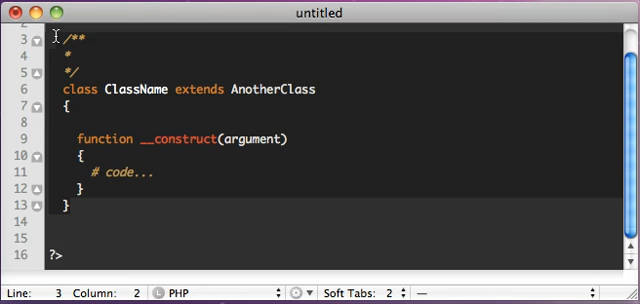 untitled
2
3 /**
4 *
5 */
6 class ClassName extends AnotherClass
7 {
8
9 function __construct(argument)
10 {
11 # code...
12 }
13 }
14
15
16 ?>
Line: 3 Column: 2 L PHP Soft Tabs: 2 —